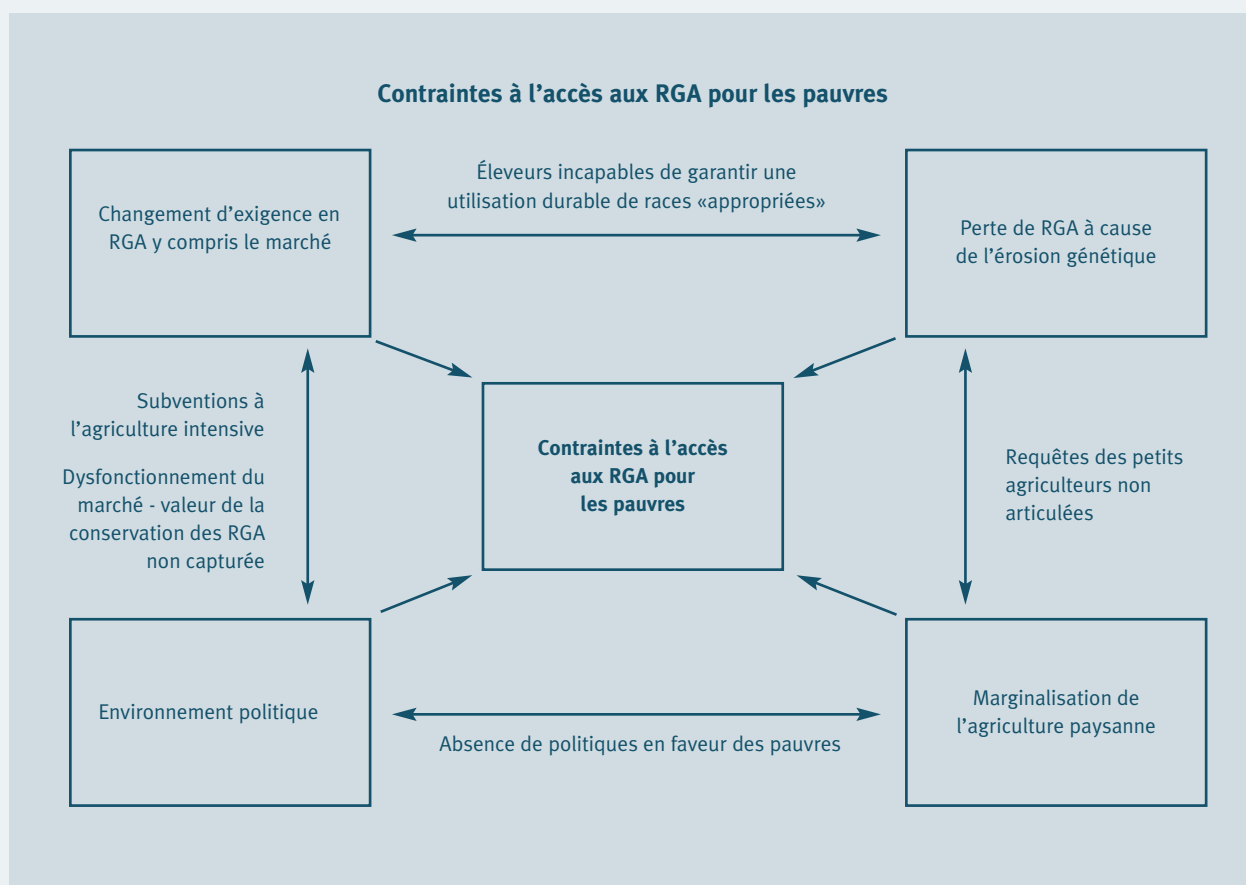 Contraintes à l’accès aux RGA pour les pauvres
Changement d’exigence en
RGA y compris le marché
Éleveurs incapables de garantir une
utilisation durable de races «appropriées»
Perte de RGA à cause
de l’érosion génétique
Subventions à
l’agriculture intensive
Dysfonctionnement du
marché - valeur de la
conservation des RGA
non capturée
Contraintes à l’accès
aux RGA pour
les pauvres
Requêtes des petits
agriculteurs non
articulées
Environnement politique
Absence de politiques en faveur des pauvres
Marginalisation de
l’agriculture paysanne